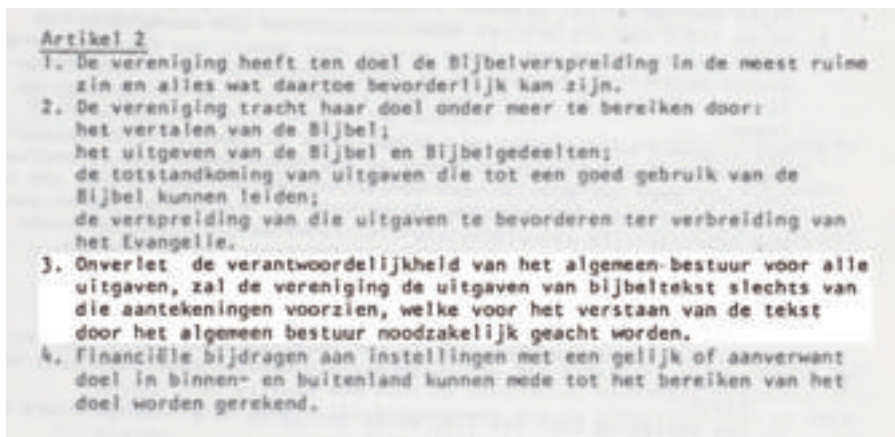 Artikel 2
1. De vereniging heeft ten doel de Bijbelverspreiding in de meest ruime
zin en alles wat daartoe bevorderlijk kan zijn.
2. De vereniging tracht haar doel onder meer te bereiken door:
het vertalen van de Bijbel;
het uitgeven van de Bijbel en Bijbelgedeelten;
de totstandkoming van uitgaven die tot een goed gebruik van de
Bijbel kunnen leiden;
de verspreiding van die uitgaven te bevorderen ter verbreiding van
het Evangelie.
3. Onverlet de verantwoordelijkheid van het algemeen bestuur voor alle
uitgaven, zal de vereniging de uitgaven van bijbeltekst slechts van
die aantekeningen voorzien, welke voor het verstaan van de tekst
door het algemeen bestuur noodzakelijk geacht worden.
4. Financiële bijdragen aan instellingen met een gelijk of aanverwant
doel in binnen- en buitenland kunnen mede tot het bereiken van het
doel worden gerekend.